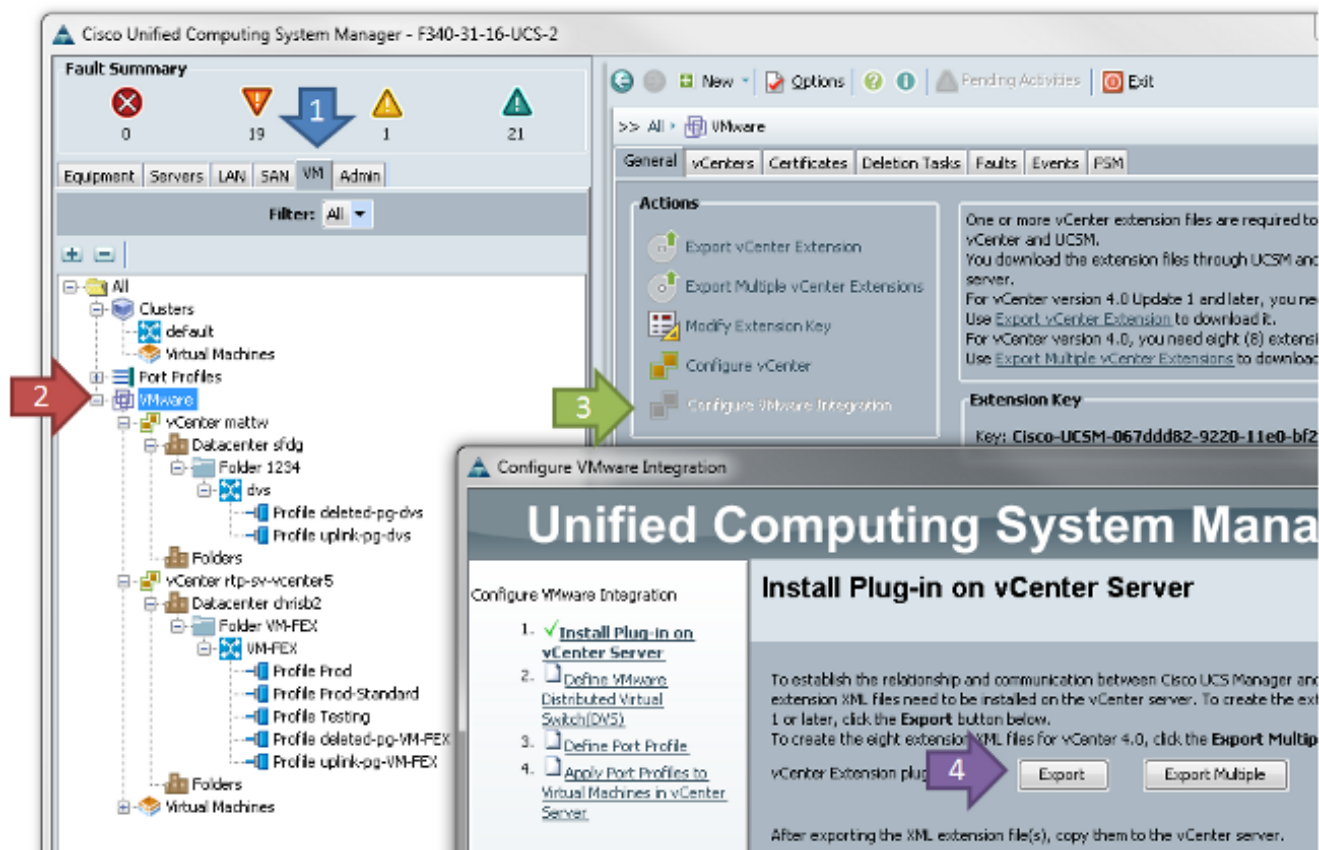 Cisco Unified Computing System Manager - F340-31-16-UCS-2
Fault Summary
0
19
1
21
1
Equipment Servers LAN SAN VM Admin
Filter: All
All
Clusters
default
Virtual Machines
Port Profiles
2
VMware
vCenter mattw
Datacenter sfdg
Folder 1234
dvs
Profile deleted-pg-dvs
Profile uplink-pg-dvs
Folders
vCenter rtp-sv-vcenter5
Datacenter chrisb2
Folder VM-FEX
VM-FEX
Profile Prod
Profile Prod-Standard
Profile Testing
Profile deleted-pg-VM-FEX
Profile uplink-pg-VM-FEX
Folders
Virtual Machines
New Options Pending Activities Exit
>> All VMware
General vCenters Certificates Deletion Tasks Faults Events FSM
Actions
Export vCenter Extension
Export Multiple vCenter Extensions
Modify Extension Key
Configure vCenter
3
Configure VMware Integration
One or more vCenter extension files are required to
vCenter and UCSM.
You download the extension files through UCSM and
server.
For vCenter version 4.0 Update 1 and later, you ne
Use Export vCenter Extension to download it.
For vCenter version 4.0, you need eight (8) extensi
Use Export Multiple vCenter Extensions to downloa
Extension Key
Key: Cisco-UCSM-067ddd82-9220-11e0-bf2
Configure VMware Integration
Unified Computing System Mana
Configure VMware Integration
1. Install Plug-in on
vCenter Server
2. Define VMware
Distributed Virtual
Switch(DVS)
3. Define Port Profile
4. Apply Port Profiles to
Virtual Machines in vCenter
Server
Install Plug-in on vCenter Server
To establish the relationship and communication between Cisco UCS Manager and
extension XML files need to be installed on the vCenter server. To create the ext
1 or later, click the Export button below.
To create the eight extension XML files for vCenter 4.0, click the Export Multip
vCenter Extension plug
4
Export
Export Multiple
After exporting the XML extension file(s), copy them to the vCenter server.